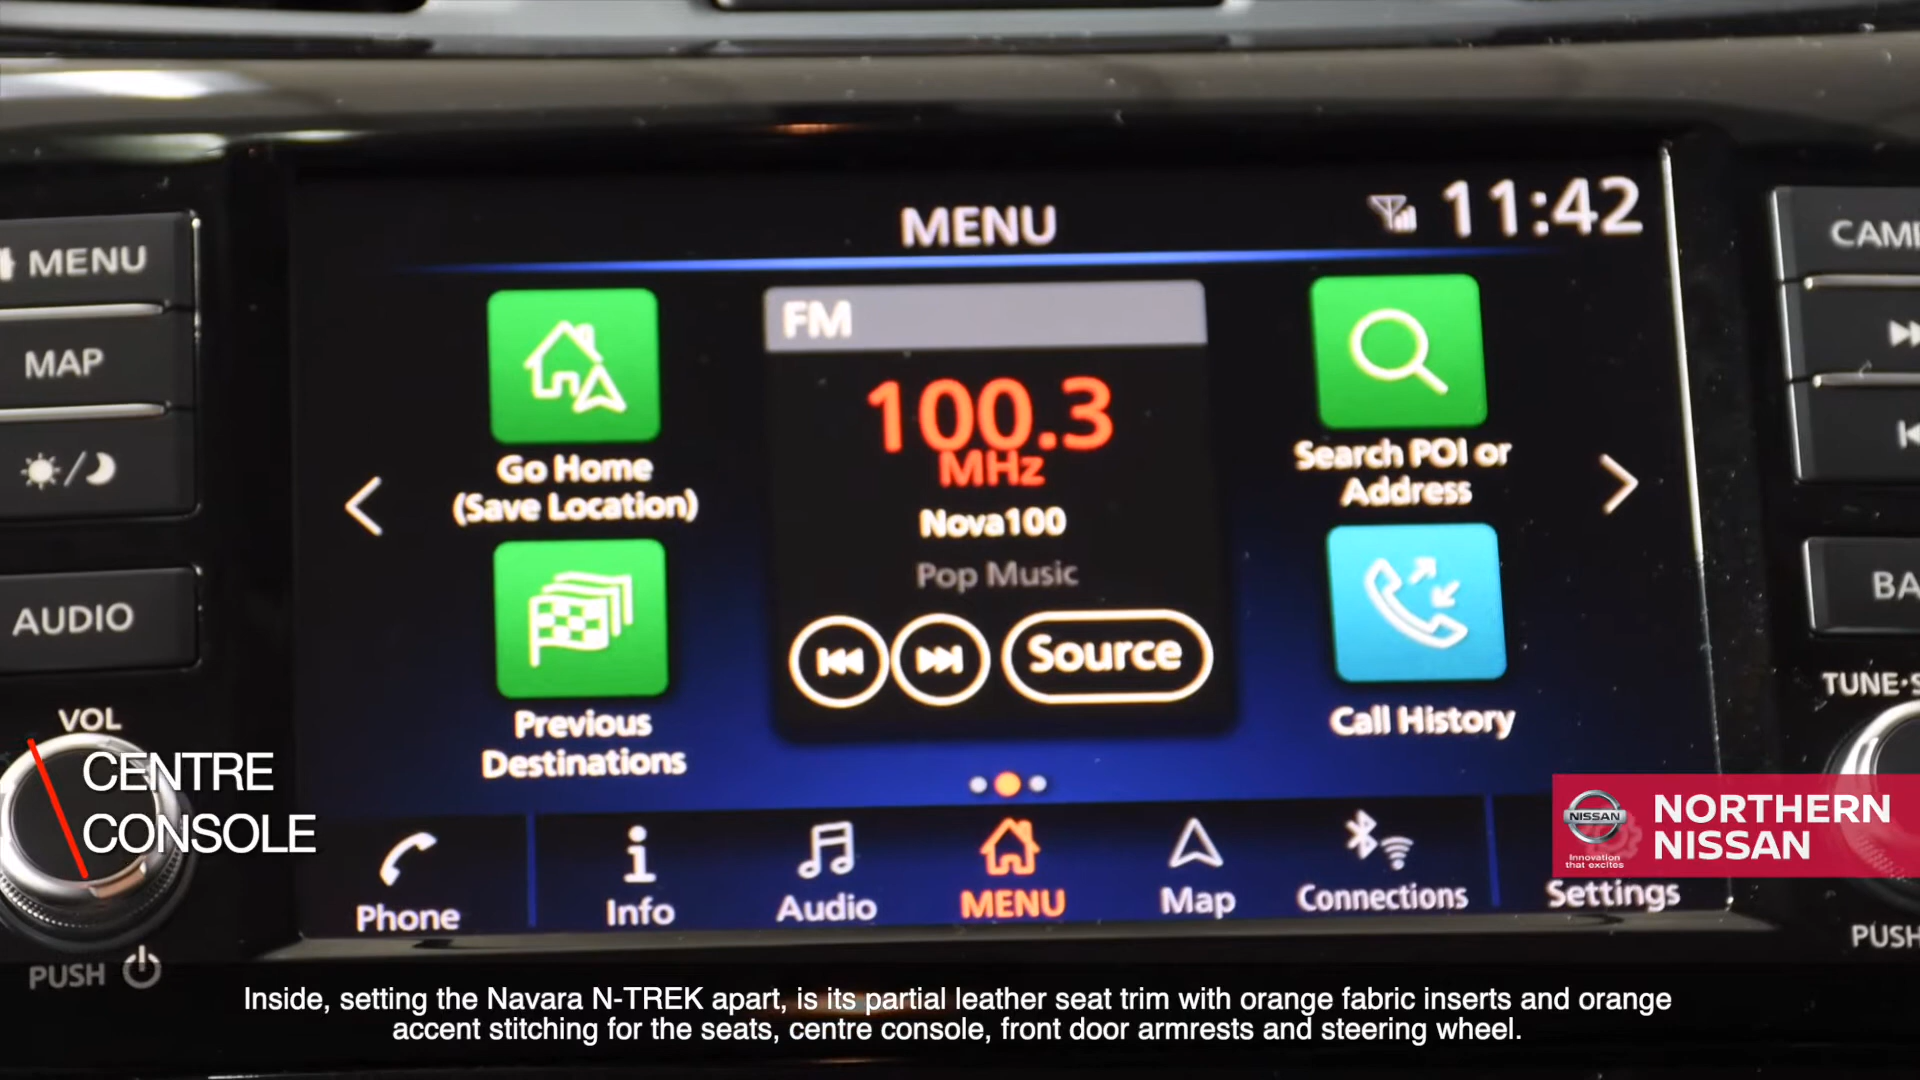 MENU
11:42
MENU
MAP
AUDIO
VOL
PUSH
FM
100.3
MHz
Nova100
Pop Music
Source
Go Home
(Save Location)
Previous
Destinations
Search POI or
Address
Call History
Phone
Info
Audio
MENU
Map
Connections
Settings
TUNE
PUSH
CENTRE
CONSOLE
NISSAN
Innovation
that excites
NORTHERN
NISSAN
Inside, setting the Navara N-TREK apart, is its partial leather seat trim with orange fabric inserts and orange
accent stitching for the seats, centre console, front door armrests and steering wheel.